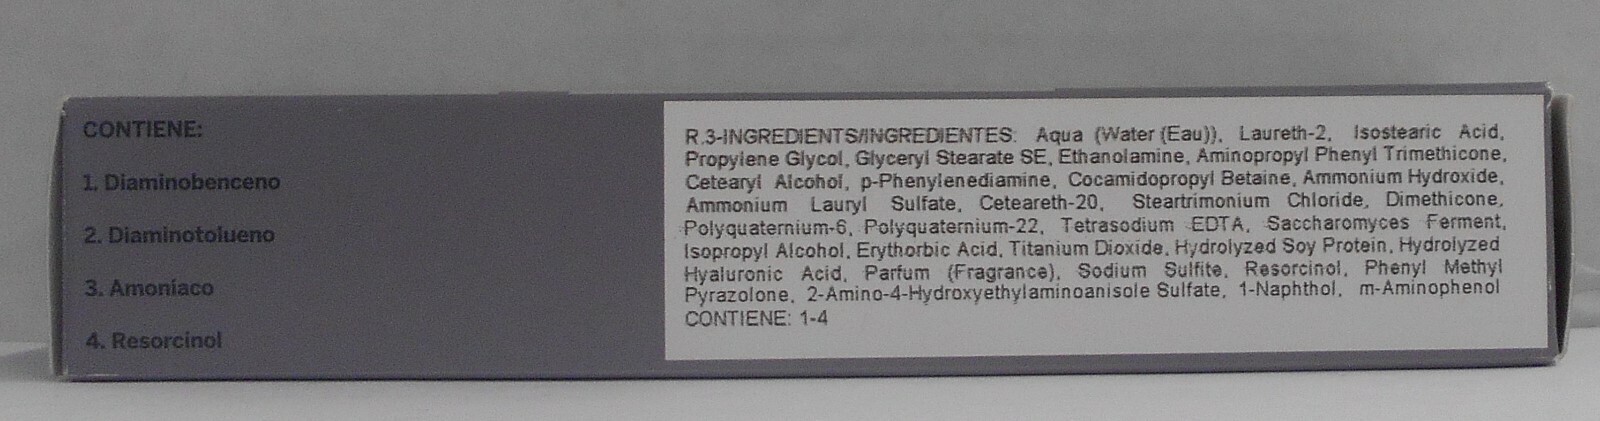 CONTIENE:
1. Diaminobenceno
2. Diaminotolueno
3. Amoníaco
4. Resorcinol
R.3-INGREDIENTS/INGREDIENTES: Aqua (Water (Eau)), Laureth-2, Isostearic Acid,
Propylene Glycol, Glyceryl Stearate SE, Ethanolamine, Aminopropyl Phenyl Trimethicone,
Cetearyl Alcohol, p-Phenylenediamine, Cocamidopropyl Betaine, Ammonium Hydroxide,
Ammonium Lauryl Sulfate, Ceteareth-20, Steartrimonium Chloride, Dimethicone,
Polyquaternium-6, Polyquaternium-22, Tetrasodium EDTA, Saccharomyces Ferment,
Isopropyl Alcohol, Erythorbic Acid, Titanium Dioxide, Hydrolyzed Soy Protein, Hydrolyzed
Hyaluronic Acid, Parfum (Fragrance), Sodium Sulfite, Resorcinol, Phenyl Methyl
Pyrazolone, 2-Amino-4-Hydroxyethylaminoanisole Sulfate, 1-Naphthol, m-Aminophenol
CONTIENE: 1-4